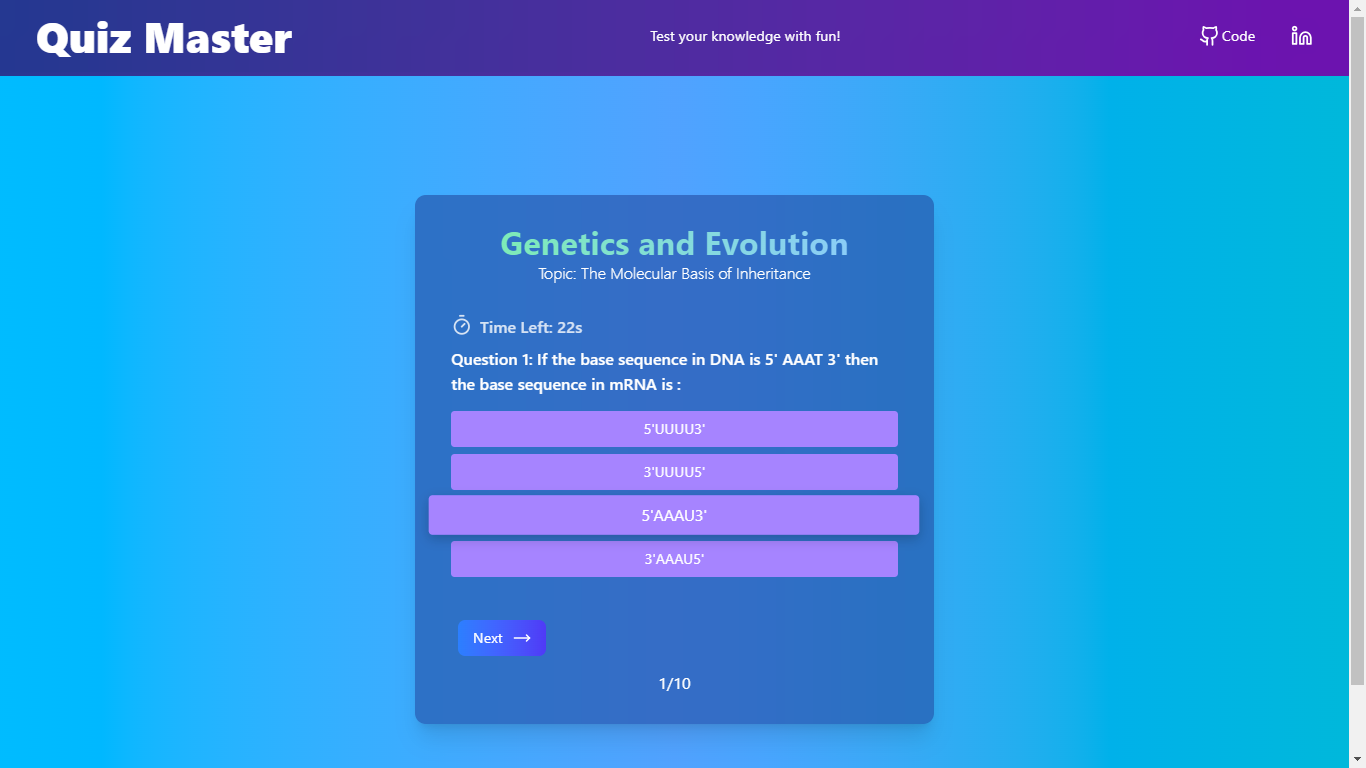 Quiz Master
Test your knowledge with fun!
Code
Genetics and Evolution
Topic: The Molecular Basis of Inheritance
Time Left: 22s
Question 1: If the base sequence in DNA is 5' AAAT 3' then
the base sequence in mRNA is :
5'UUUU3'
3'UUUU5'
5'AAAU3'
3'AAAU5'
Next
1/10